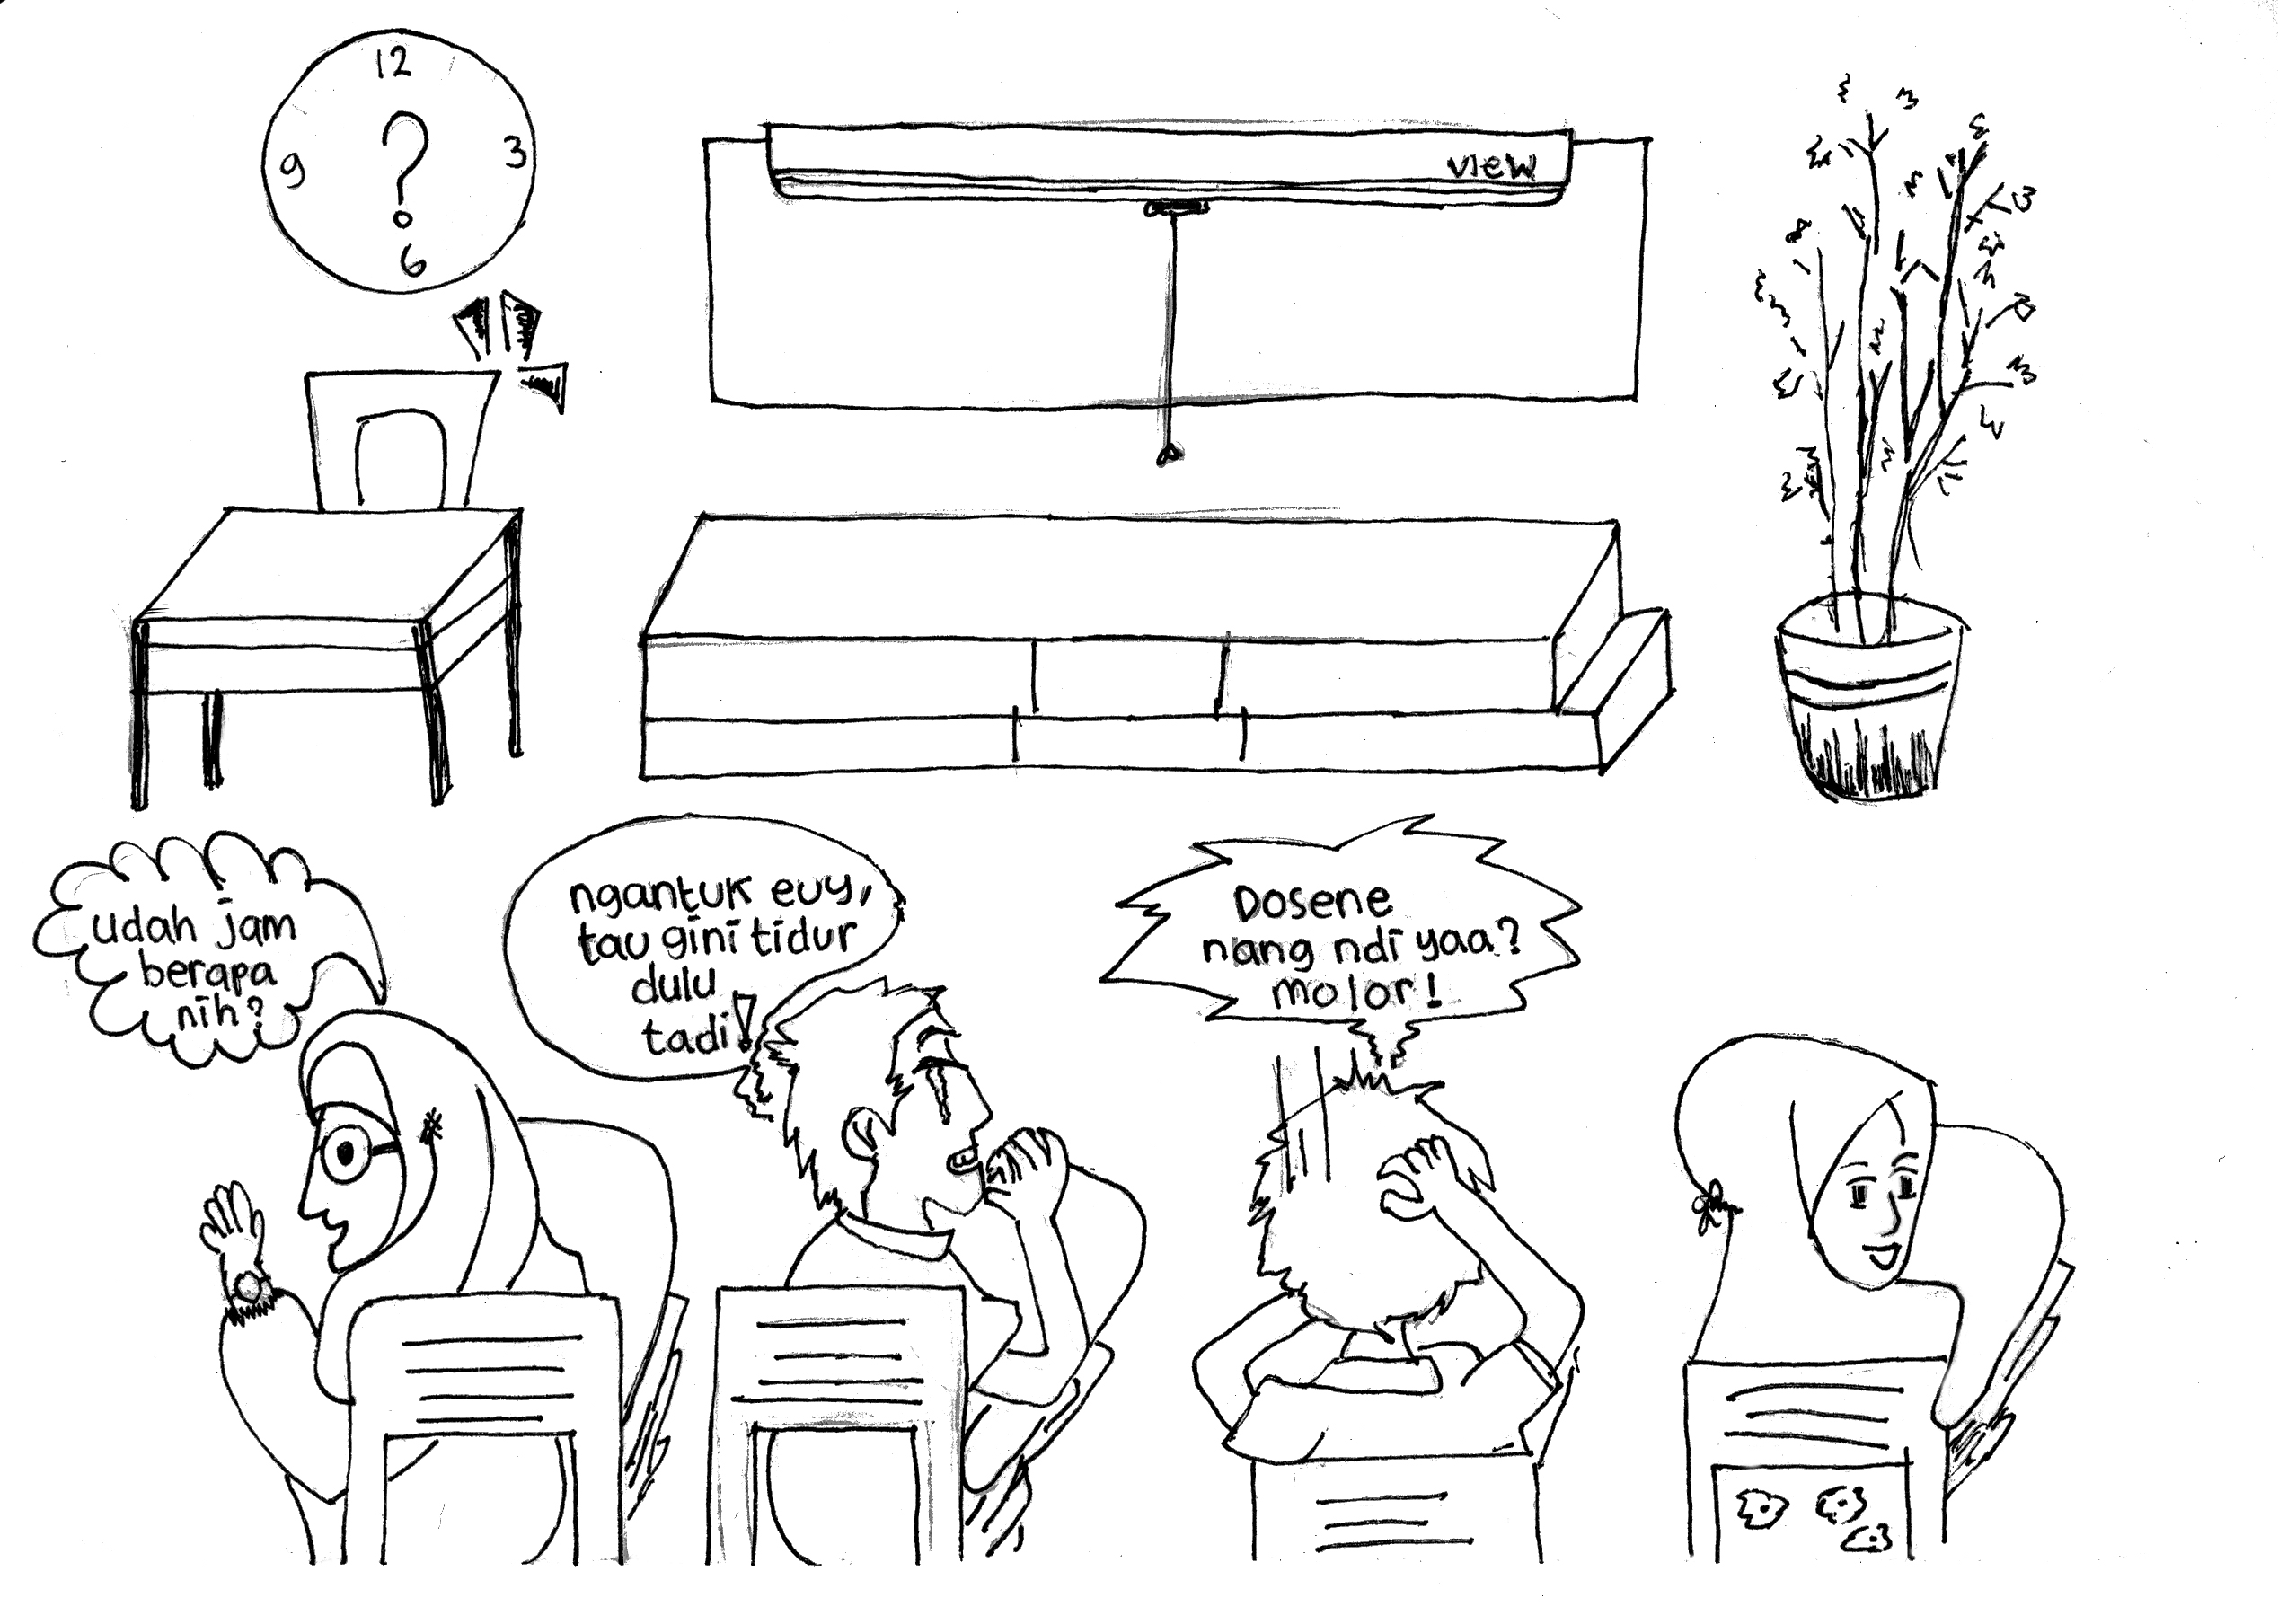 12
9 ? 3
6
view
udah jam
berapa
nih?
ngantuk euy,
tau gini tidur
dulu
tadi!
Dosene
nang ndi yaa?
molor!